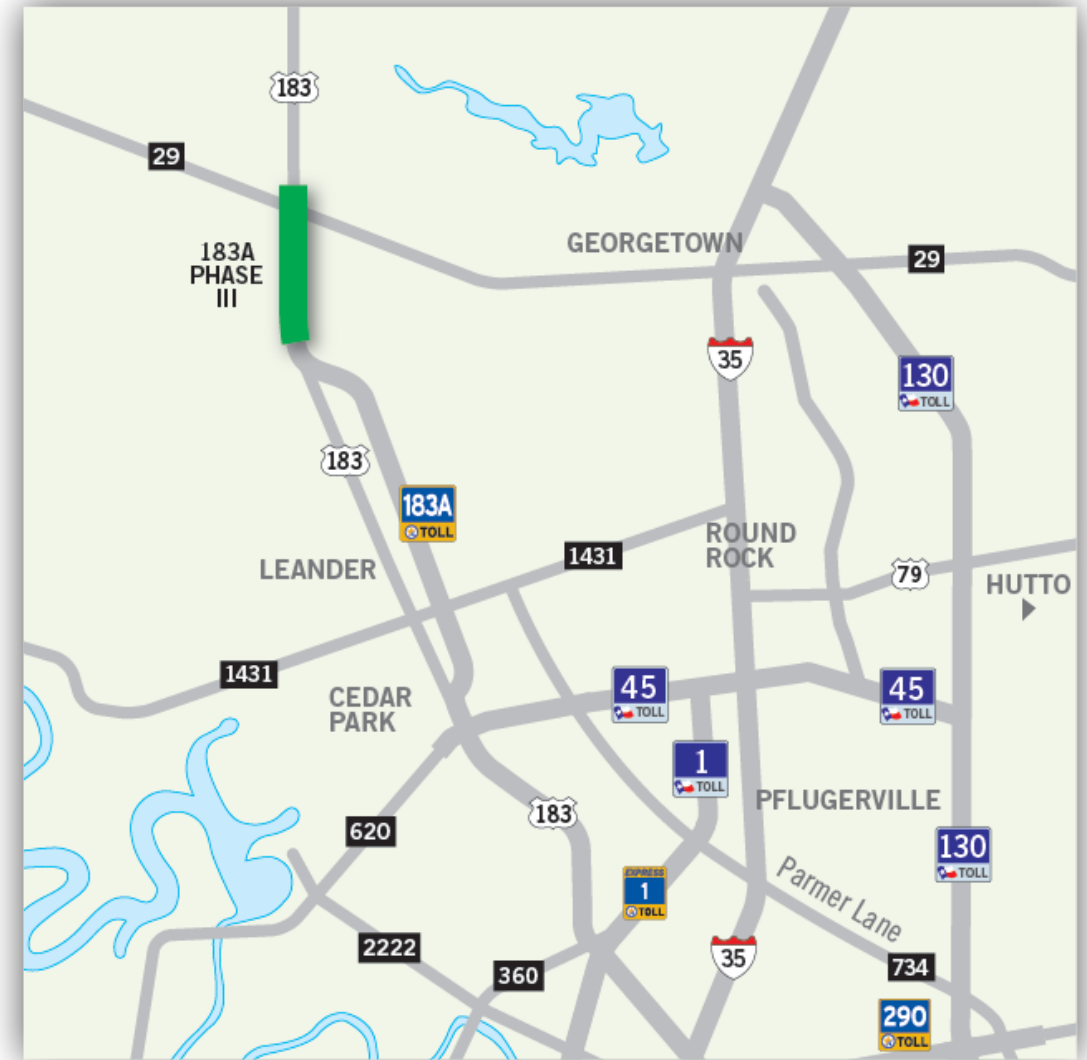 183
29
183A
PHASE
III
GEORGETOWN
29
35
130
TOLL
183
183A
TOLL
1431
ROUND
ROCK
LEANDER
79
HUTTO
1431
45
TOLL
45
TOLL
CEDAR
PARK
1
TOLL
183
PFLUGERVILLE
620
130
TOLL
EXPRESS
1
TOLL
Parmer Lane
2222
360
35
734
290
TOLL